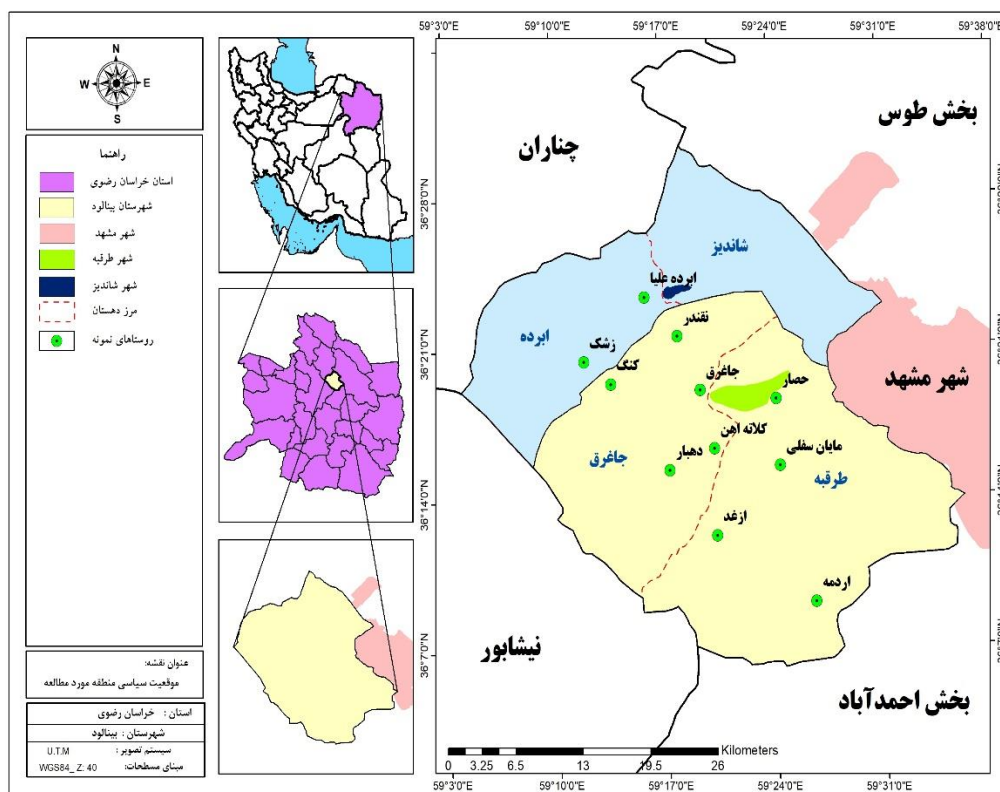 N
W E
S
راهنما
استان خراسان رضوی
شهرستان بینالود
شهر مشهد
شهر طرقبه
شهر شاندیز
مرز دهستان
روستاهای نمونه
عنوان نقشه:
موقعیت سیاسی منطقه مورد مطالعه
استان : خراسان رضوی
شهرستان : بینالود
سیستم تصویر : U.T.M
مبنای مسطحات: WGS84_ Z: 40
59°3'0"E 59°10'0"E 59°17'0"E 59°24'0"E 59°31'0"E 59°38'0"E
36°28'0"N
36°21'0"N
36°14'0"N
36°7'0"N
بخش طوس
چناران
شاندیز
ابرده علیا
نقندر
ابرده
زشک
کنگ
جاغرق
حصار
شهر مشهد
کلاته اهن
دهبار
مایان سفلی
جاغرق
طرقبه
ازغد
اردمه
نیشابور
بخش احمدآباد
Kilometers
0 3.25 6.5 13 19.5 26
59°3'0"E 59°10'0"E 59°17'0"E 59°24'0"E 59°31'0"E